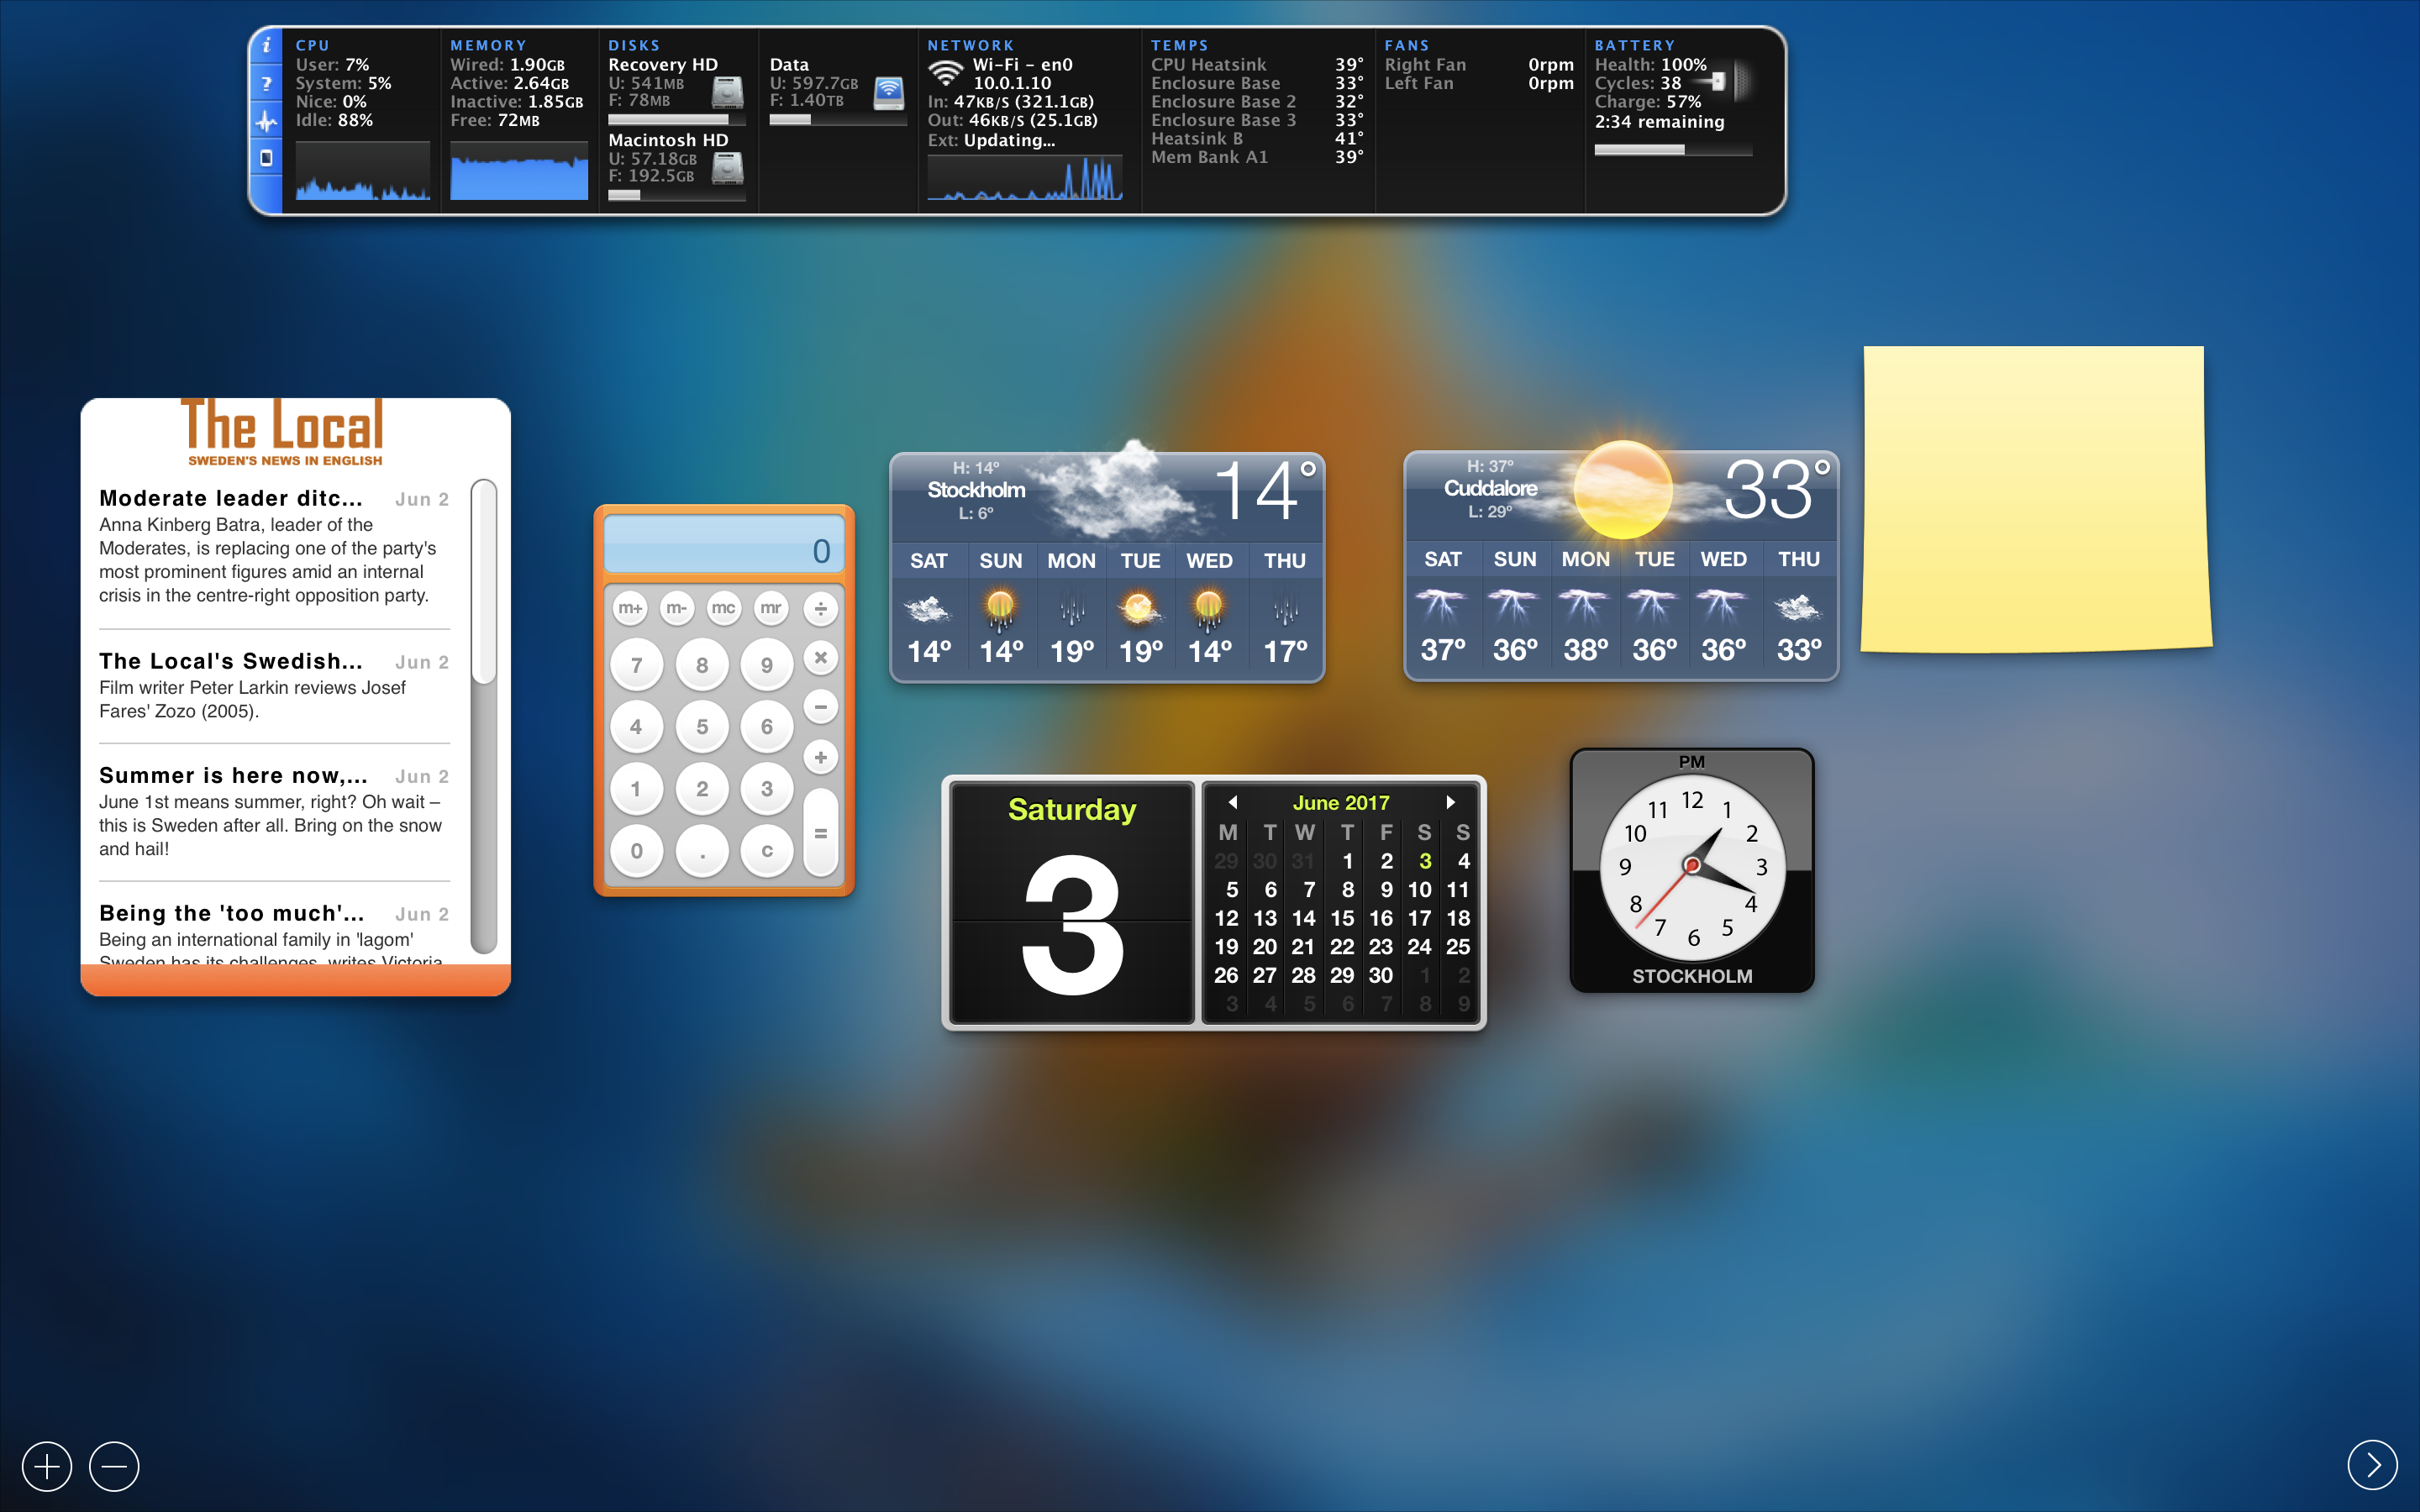 CPU
User: 7%
System: 5%
Nice: 0%
Idle: 88%
MEMORY
Wired: 1.90GB
Active: 2.64GB
Inactive: 1.85GB
Free: 72MB
DISKS
Recovery HD
U: 541MB
F: 78MB
Macintosh HD
U: 57.18GB
F: 192.5GB
Data
U: 597.7GB
F: 1.40TB
NETWORK
Wi-Fi - en0
10.0.1.10
In: 47KB/S (321.1GB)
Out: 46KB/S (25.1GB)
Ext: Updating...
TEMPS
CPU Heatsink 39°
Enclosure Base 33°
Enclosure Base 2 32°
Enclosure Base 3 33°
Heatsink B 41°
Mem Bank A1 39°
FANS
Right Fan 0rpm
Left Fan 0rpm
BATTERY
Health: 100%
Cycles: 38
Charge: 57%
2:34 remaining
The Local
SWEDEN'S NEWS IN ENGLISH
Moderate leader ditc... Jun 2
Anna Kinberg Batra, leader of the
Moderates, is replacing one of the party's
most prominent figures amid an internal
crisis in the centre-right opposition party.
The Local's Swedish... Jun 2
Film writer Peter Larkin reviews Josef
Fares' Zozo (2005).
Summer is here now,... Jun 2
June 1st means summer, right? Oh wait –
this is Sweden after all. Bring on the snow
and hail!
Being the 'too much'... Jun 2
Being an international family in 'lagom'
Sweden has its challenges, writes Victoria
0
m+ m- mc mr ÷
7 8 9 ×
4 5 6 −
+
1 2 3
0 . c =
H: 14°
Stockholm
L: 6°
14°
SAT SUN MON TUE WED THU
14° 14° 19° 19° 14° 17°
H: 37°
Cuddalore
L: 29°
33°
SAT SUN MON TUE WED THU
37° 36° 38° 36° 36° 33°
Saturday
3
June 2017
M T W T F S S
29 30 31 1 2 3 4
5 6 7 8 9 10 11
12 13 14 15 16 17 18
19 20 21 22 23 24 25
26 27 28 29 30 1 2
3 4 5 6 7 8 9
PM
12 1 2 3 4 5 6 7 8 9 10 11
STOCKHOLM